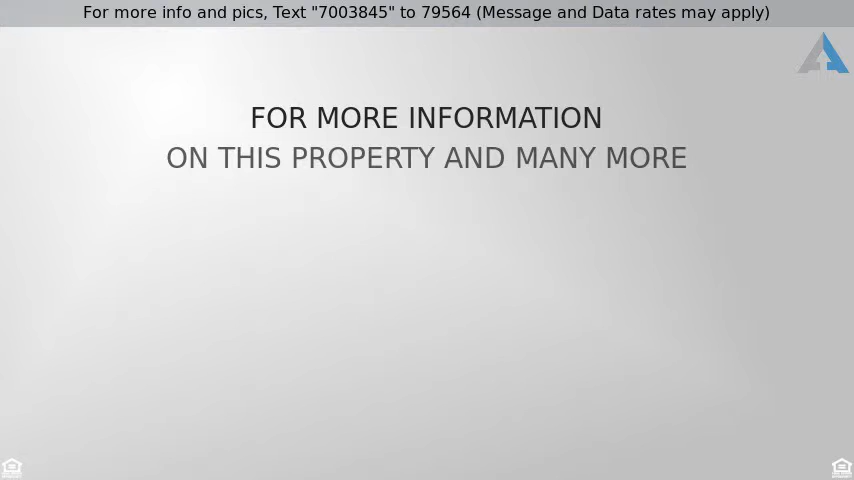 For more info and pics, Text "7003845" to 79564 (Message and Data rates may apply)
FOR MORE INFORMATION
ON THIS PROPERTY AND MANY MORE